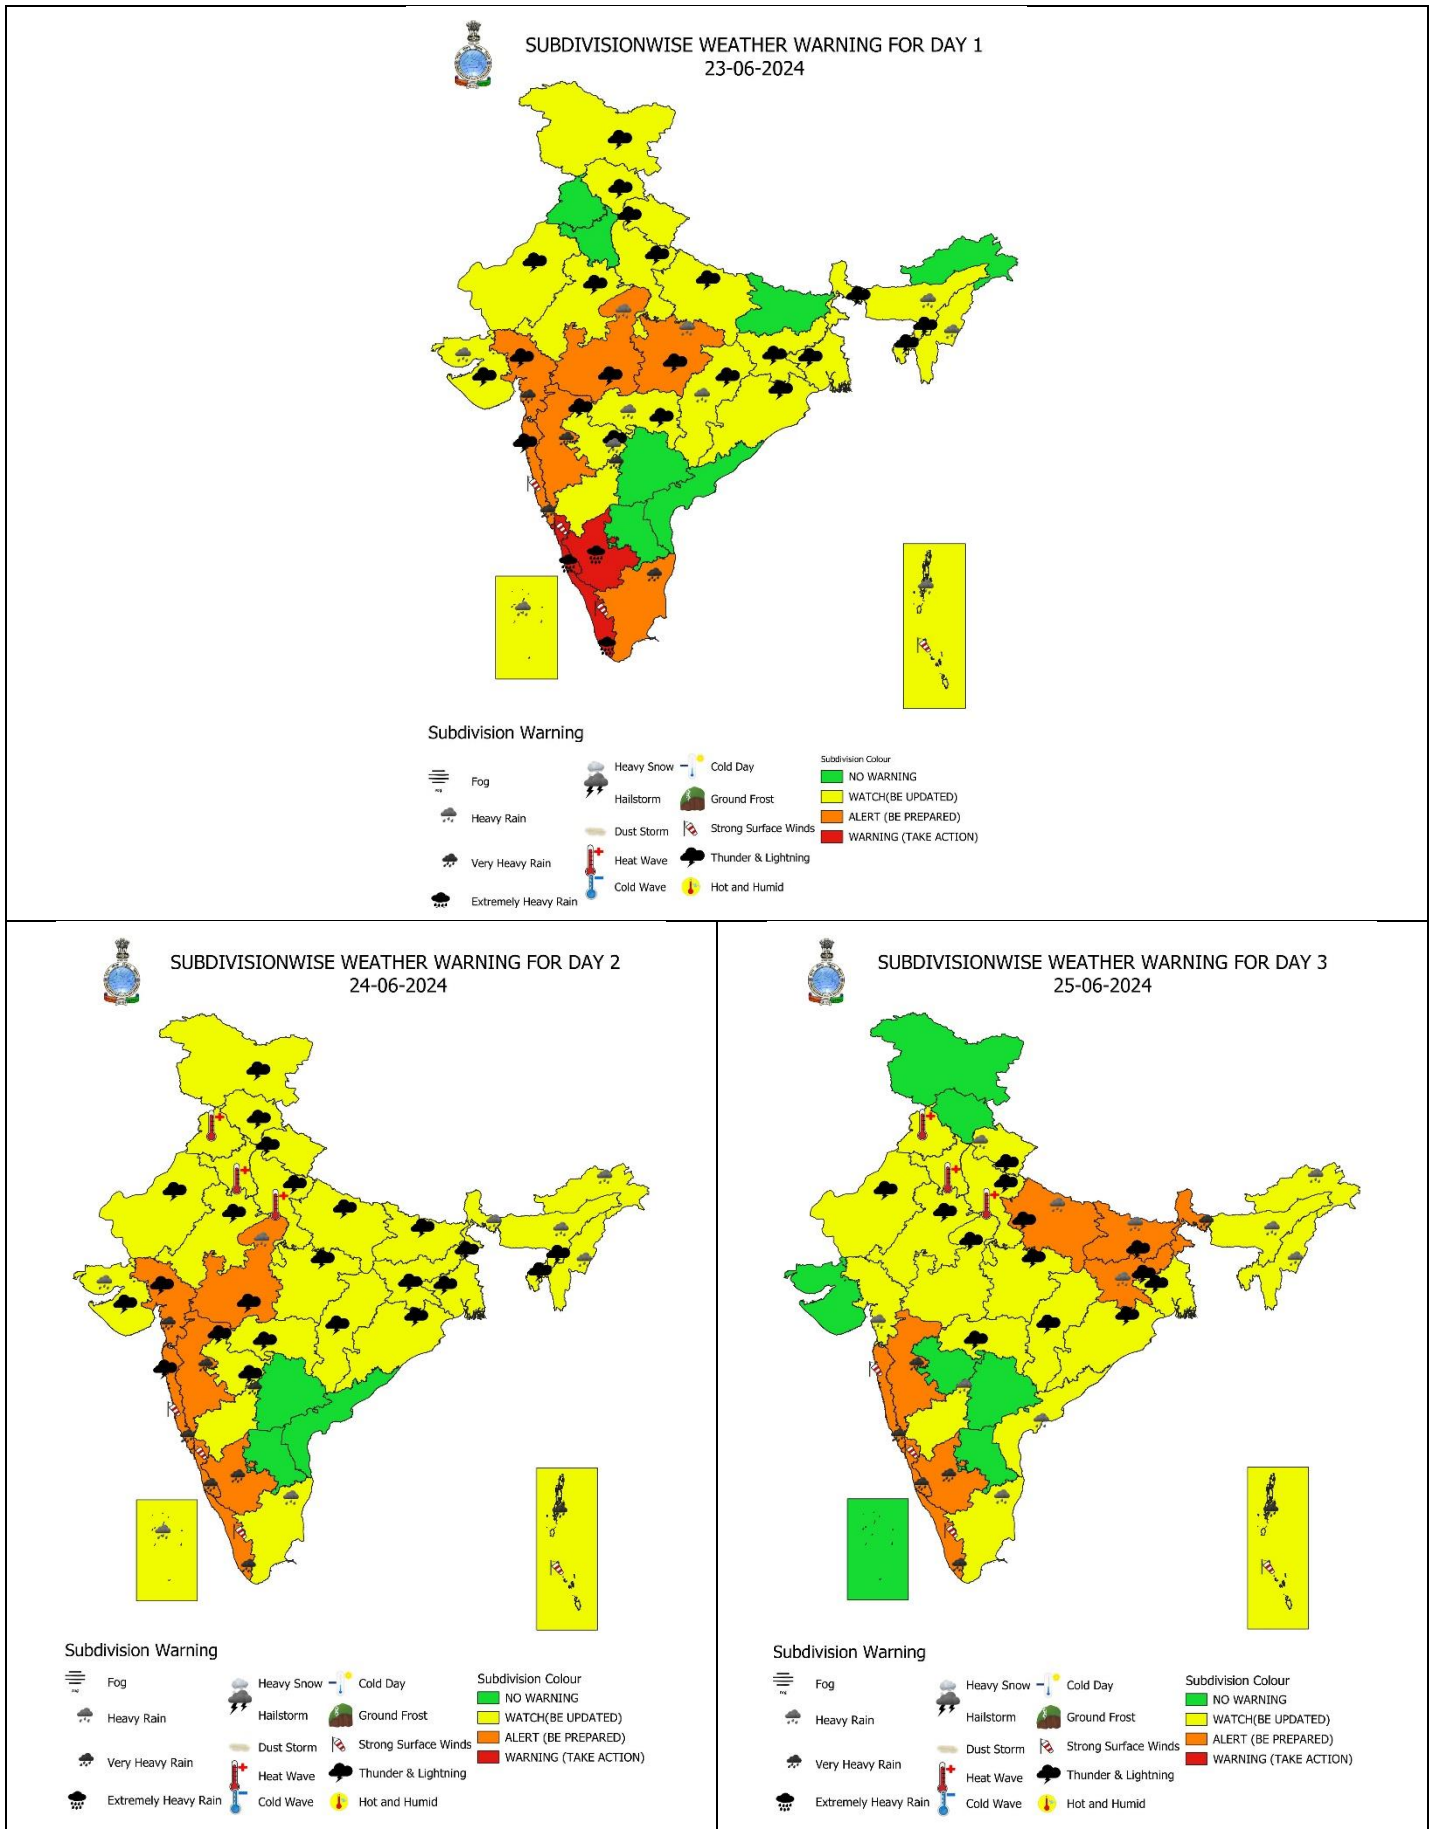 SUBDIVISIONWISE WEATHER WARNING FOR DAY 1
23-06-2024
Subdivision Warning
Fog
Heavy Rain
Very Heavy Rain
Extremely Heavy Rain
Heavy Snow
Hailstorm
Dust Storm
Heat Wave
Cold Wave
Cold Day
Ground Frost
Strong Surface Winds
Thunder & Lightning
Hot and Humid
Subdivision Colour
NO WARNING
WATCH(BE UPDATED)
ALERT (BE PREPARED)
WARNING (TAKE ACTION)
SUBDIVISIONWISE WEATHER WARNING FOR DAY 2
24-06-2024
Subdivision Warning
Fog
Heavy Rain
Very Heavy Rain
Extremely Heavy Rain
Heavy Snow
Hailstorm
Dust Storm
Heat Wave
Cold Wave
Cold Day
Ground Frost
Strong Surface Winds
Thunder & Lightning
Hot and Humid
Subdivision Colour
NO WARNING
WATCH(BE UPDATED)
ALERT (BE PREPARED)
WARNING (TAKE ACTION)
SUBDIVISIONWISE WEATHER WARNING FOR DAY 3
25-06-2024
Subdivision Warning
Fog
Heavy Rain
Very Heavy Rain
Extremely Heavy Rain
Heavy Snow
Hailstorm
Dust Storm
Heat Wave
Cold Wave
Cold Day
Ground Frost
Strong Surface Winds
Thunder & Lightning
Hot and Humid
Subdivision Colour
NO WARNING
WATCH(BE UPDATED)
ALERT (BE PREPARED)
WARNING (TAKE ACTION)